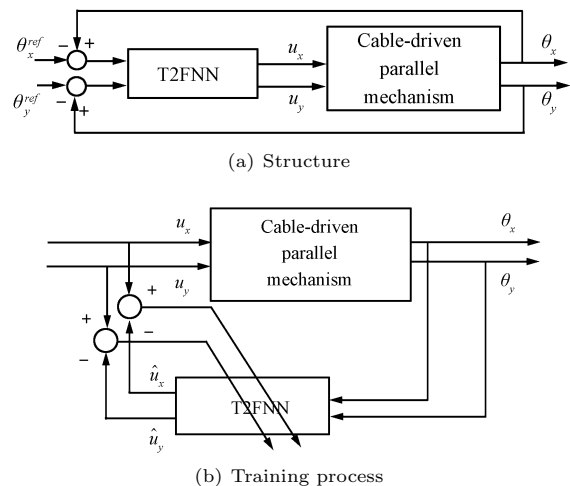 θ_x^ref − +
T2FNN
u_x
u_y
Cable-driven
parallel
mechanism
θ_x
θ_y
θ_y^ref − +
(a) Structure
u_x
u_y
Cable-driven
parallel
mechanism
θ_x
θ_y
+ −
+ −
û_x
û_y
T2FNN
(b) Training process